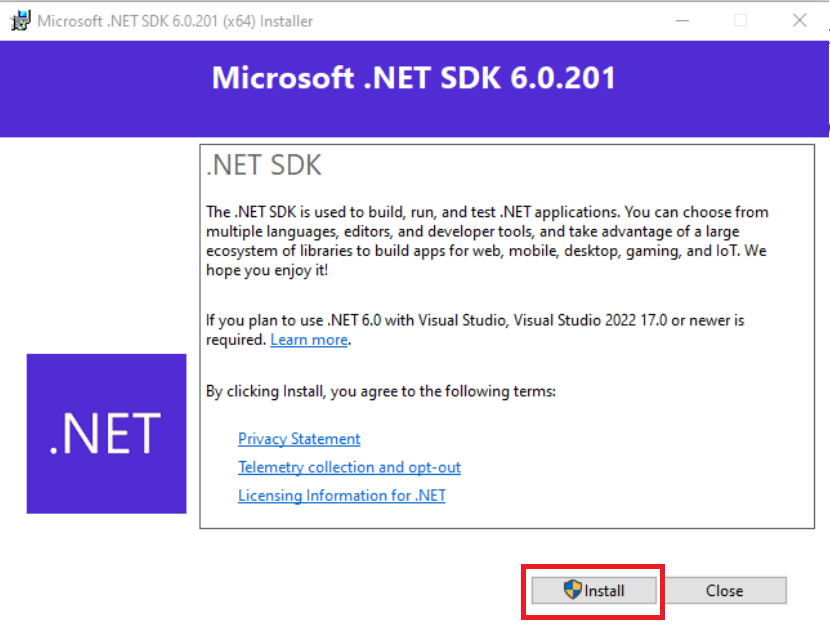 Microsoft .NET SDK 6.0.201 (x64) Installer
Microsoft .NET SDK 6.0.201
.NET SDK
The .NET SDK is used to build, run, and test .NET applications. You can choose from
multiple languages, editors, and developer tools, and take advantage of a large
ecosystem of libraries to build apps for web, mobile, desktop, gaming, and IoT. We
hope you enjoy it!
If you plan to use .NET 6.0 with Visual Studio, Visual Studio 2022 17.0 or newer is
required. Learn more.
By clicking Install, you agree to the following terms:
Privacy Statement
Telemetry collection and opt-out
Licensing Information for .NET
.NET
Install
Close